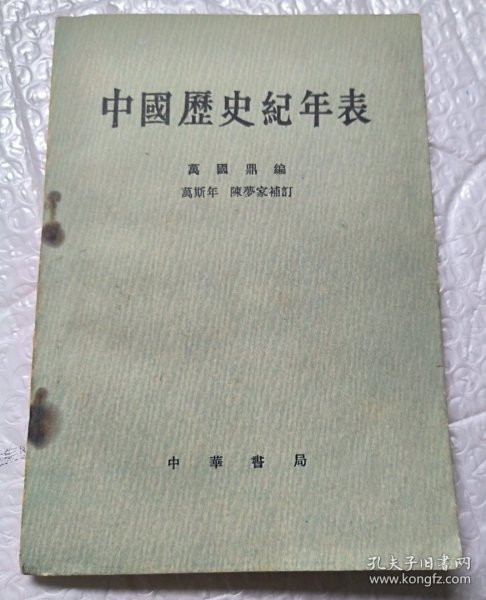 中國歷史紀年表
萬國鼎編
萬斯年 陳夢家補訂
中華書局
孔夫子旧书网
www.kongfz.com